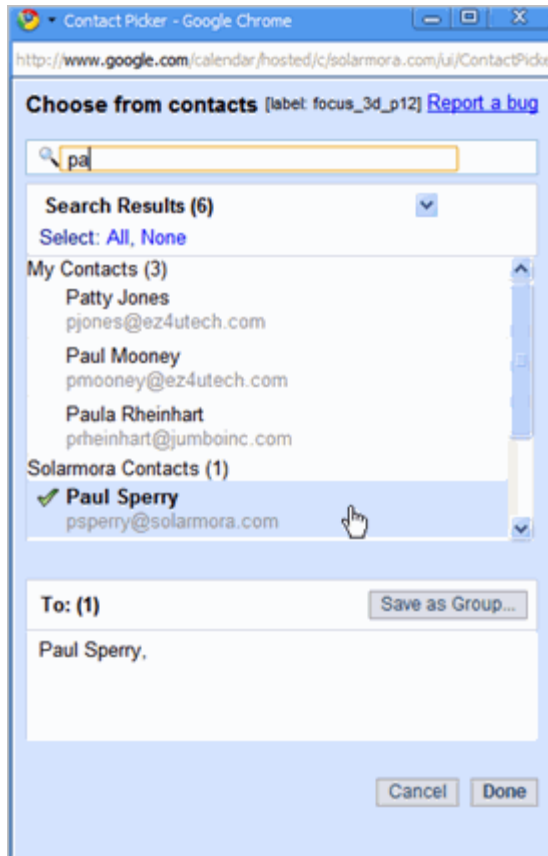 Contact Picker - Google Chrome
http://www.google.com/calendar/hosted/c/solarmora.com/ui/ContactPicke
Choose from contacts [label: focus_3d_p12] Report a bug
pa
Search Results (6)
Select: All, None
My Contacts (3)
Patty Jones
pjones@ez4utech.com
Paul Mooney
pmooney@ez4utech.com
Paula Rheinhart
prheinhart@jumboinc.com
Solarmora Contacts (1)
Paul Sperry
psperry@solarmora.com
To: (1)
Save as Group...
Paul Sperry,
Cancel Done